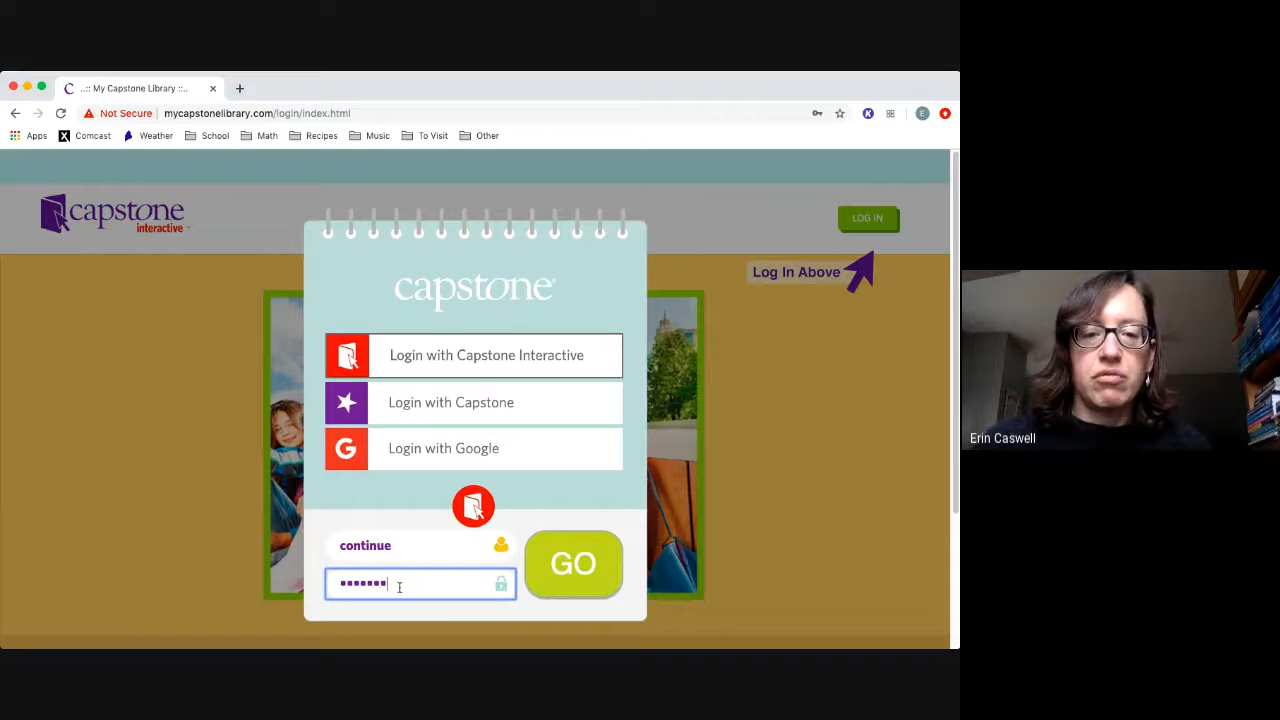 ..:: My Capstone Library ::..
Not Secure mycapstonelibrary.com/login/index.html
E
Apps Comcast Weather School Math Recipes Music To Visit Other
capstone
interactive
LOG IN
Log In Above
capstone
Login with Capstone Interactive
Login with Capstone
G Login with Google
continue
•••••••
GO
Erin Caswell